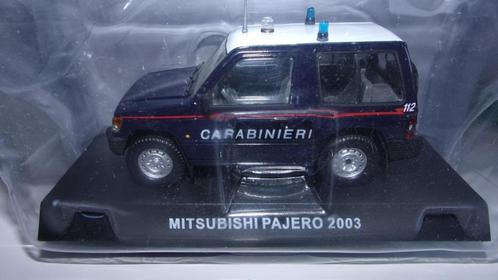 112
CARABINIERI
MITSUBISHI PAJERO 2003